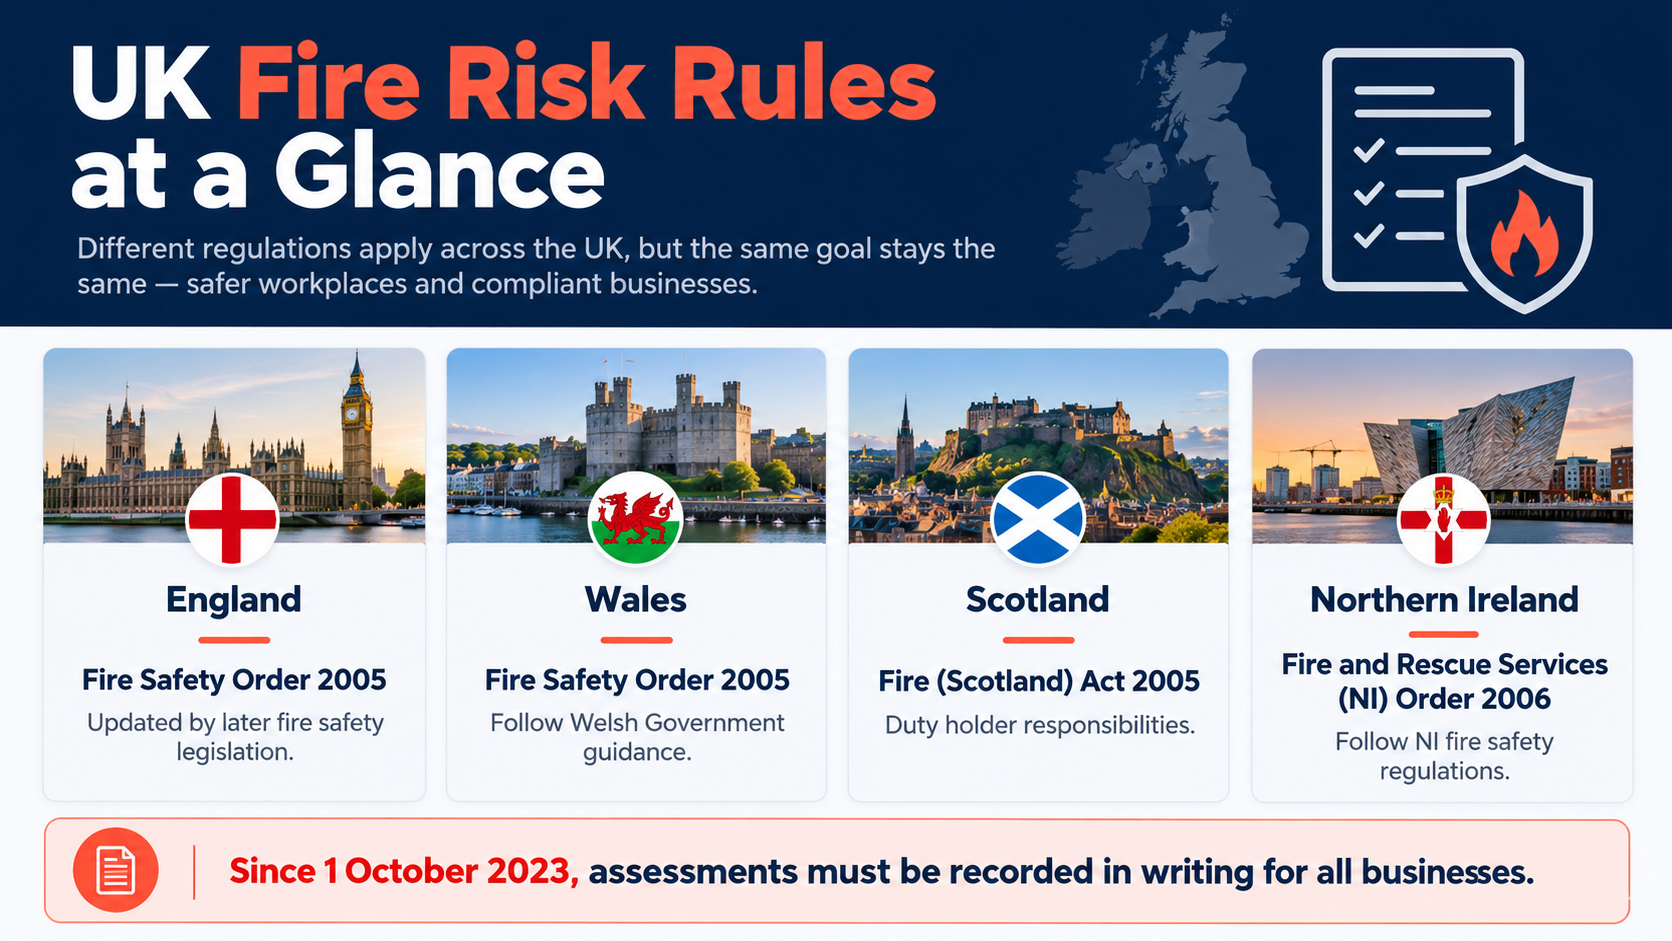 UK Fire Risk Rules
at a Glance
Different regulations apply across the UK, but the same goal stays the
same — safer workplaces and compliant businesses.
England
Fire Safety Order 2005
Updated by later fire safety
legislation.
Wales
Fire Safety Order 2005
Follow Welsh Government
guidance.
Scotland
Fire (Scotland) Act 2005
Duty holder responsibilities.
Northern Ireland
Fire and Rescue Services
(NI) Order 2006
Follow NI fire safety
regulations.
Since 1 October 2023, assessments must be recorded in writing for all businesses.